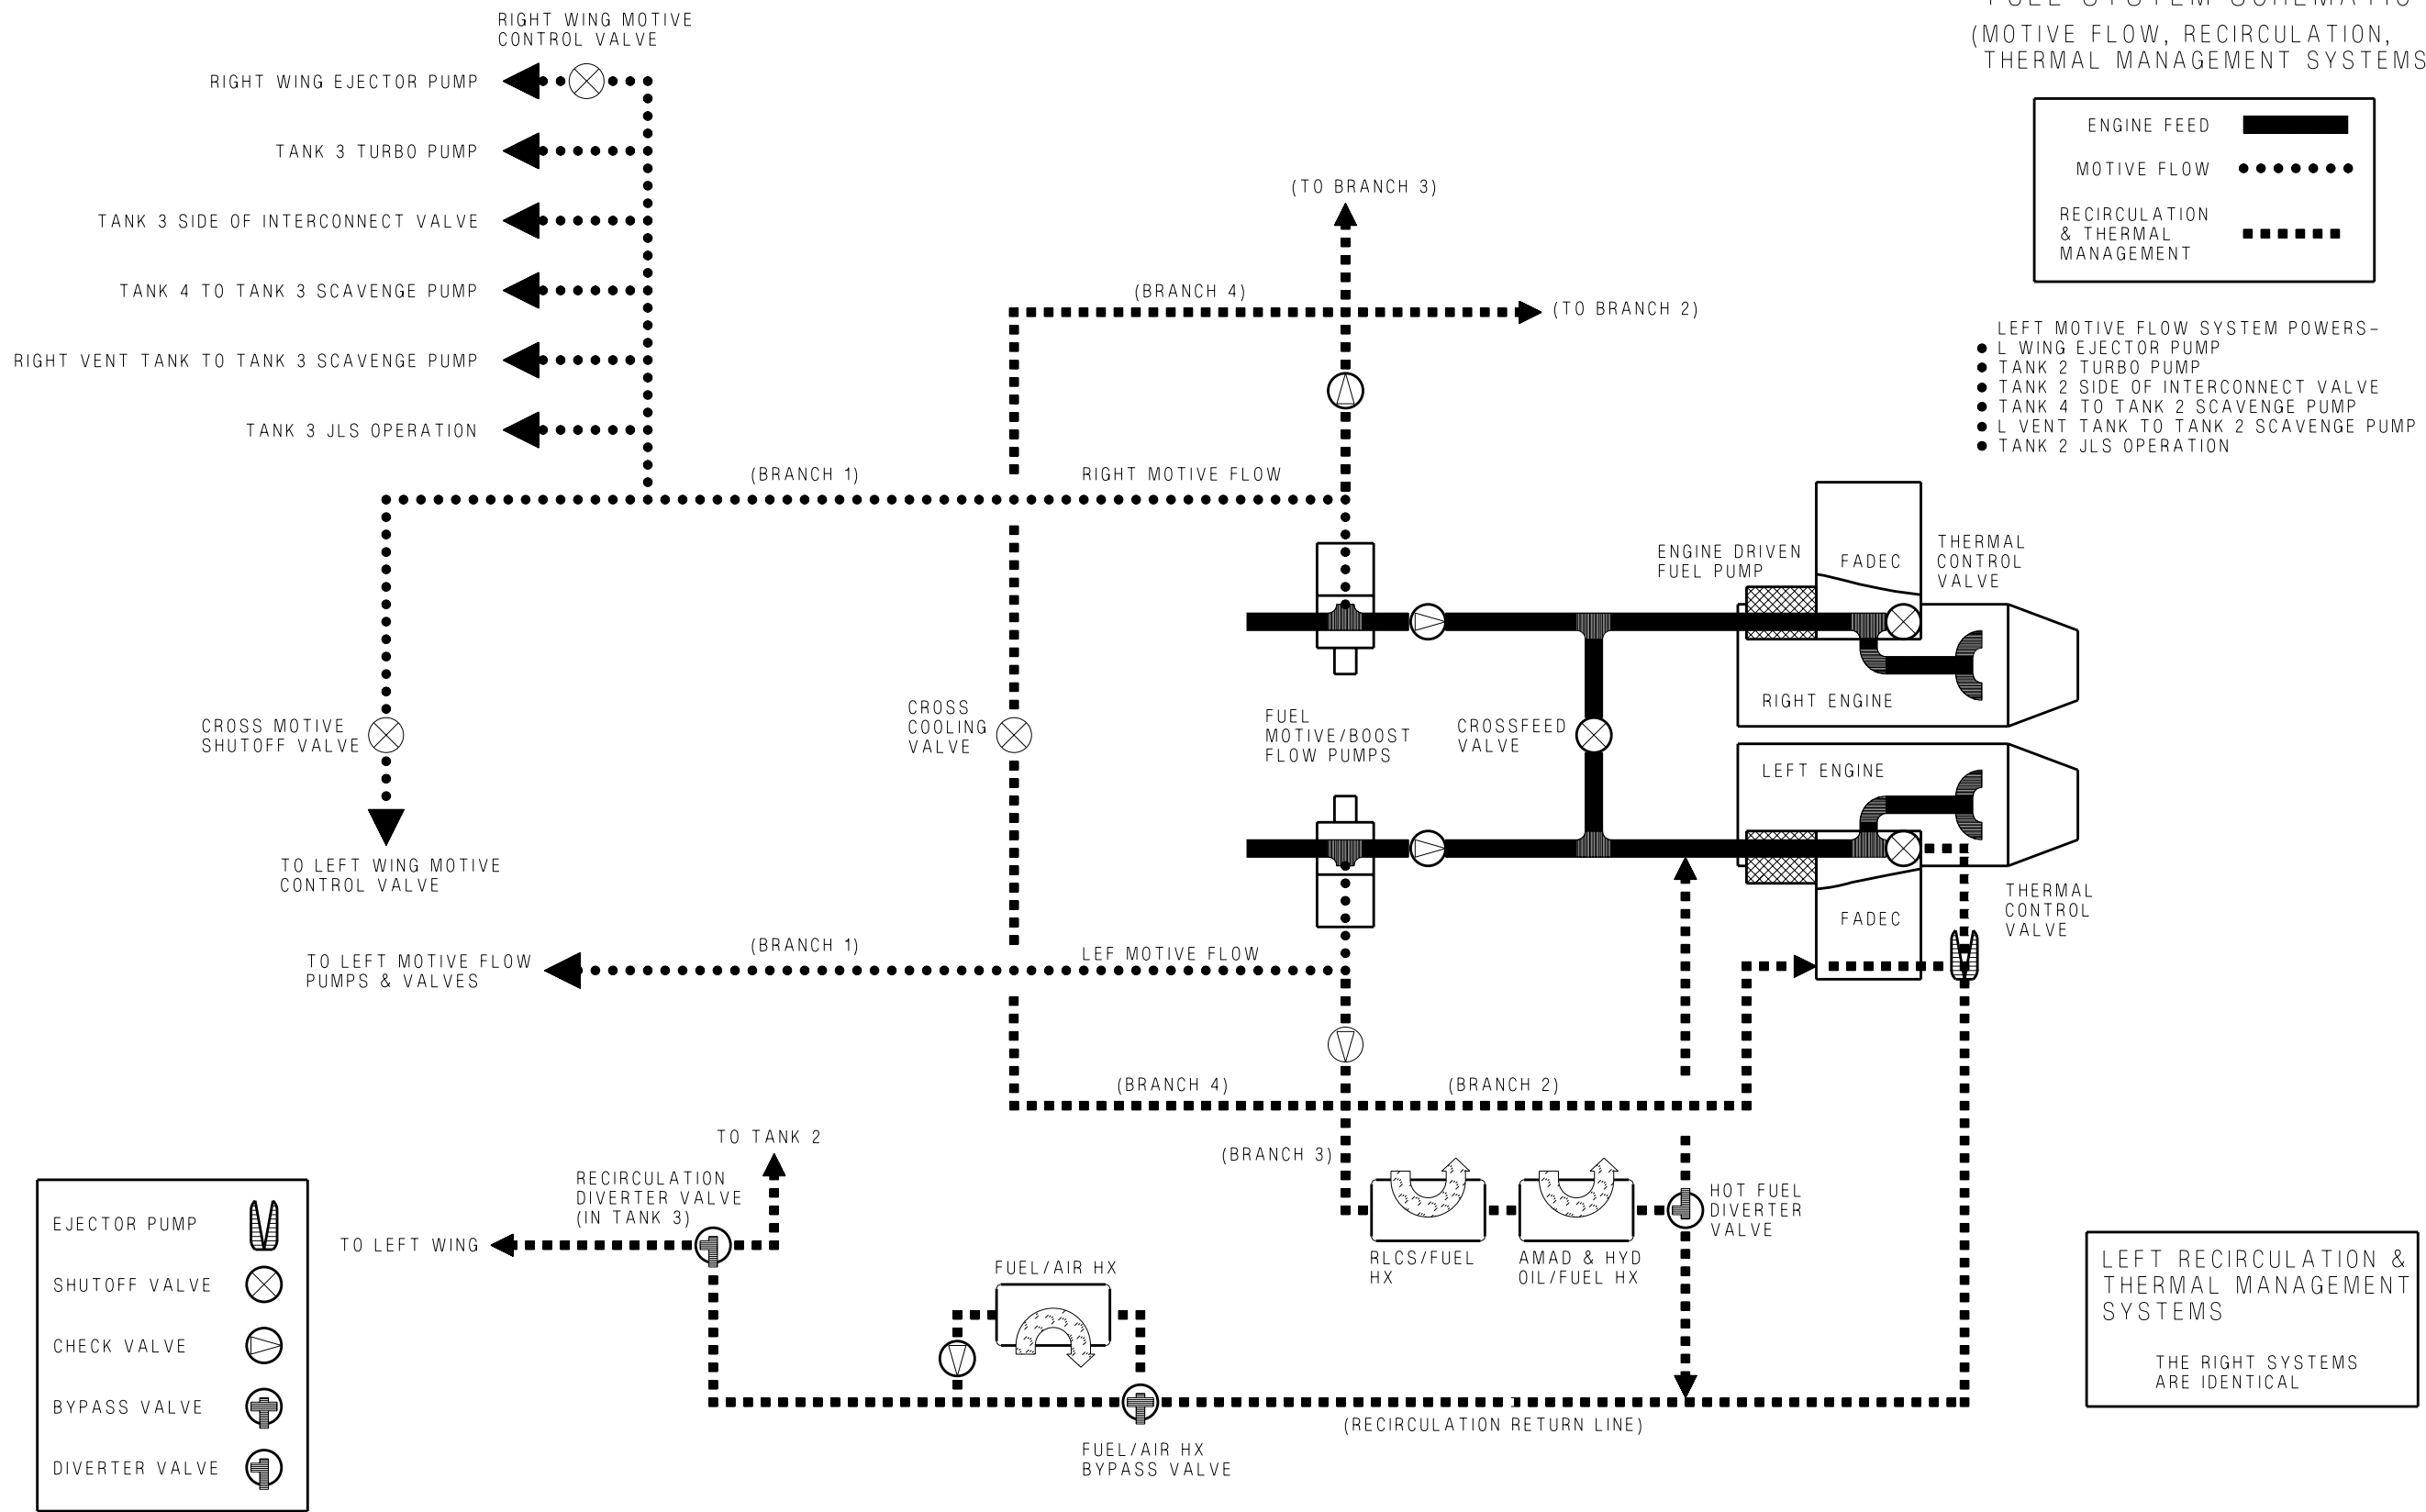 FUEL SYSTEM SCHEMATIC
(MOTIVE FLOW, RECIRCULATION,
THERMAL MANAGEMENT SYSTEMS
RIGHT WING MOTIVE
CONTROL VALVE
RIGHT WING EJECTOR PUMP
TANK 3 TURBO PUMP
TANK 3 SIDE OF INTERCONNECT VALVE
TANK 4 TO TANK 3 SCAVENGE PUMP
RIGHT VENT TANK TO TANK 3 SCAVENGE PUMP
TANK 3 JLS OPERATION
(TO BRANCH 3)
(BRANCH 4)
(TO BRANCH 2)
ENGINE FEED
MOTIVE FLOW
RECIRCULATION
& THERMAL
MANAGEMENT
LEFT MOTIVE FLOW SYSTEM POWERS-
● L WING EJECTOR PUMP
● TANK 2 TURBO PUMP
● TANK 2 SIDE OF INTERCONNECT VALVE
● TANK 4 TO TANK 2 SCAVENGE PUMP
● L VENT TANK TO TANK 2 SCAVENGE PUMP
● TANK 2 JLS OPERATION
(BRANCH 1)
RIGHT MOTIVE FLOW
ENGINE DRIVEN
FUEL PUMP
FADEC
THERMAL
CONTROL
VALVE
RIGHT ENGINE
CROSS MOTIVE
SHUTOFF VALVE
CROSS
COOLING
VALVE
FUEL
MOTIVE/BOOST
FLOW PUMPS
CROSSFEED
VALVE
LEFT ENGINE
TO LEFT WING MOTIVE
CONTROL VALVE
FADEC
THERMAL
CONTROL
VALVE
(BRANCH 1)
LEF MOTIVE FLOW
TO LEFT MOTIVE FLOW
PUMPS & VALVES
(BRANCH 4)
(BRANCH 2)
(BRANCH 3)
TO TANK 2
RECIRCULATION
DIVERTER VALVE
(IN TANK 3)
TO LEFT WING
FUEL/AIR HX
RLCS/FUEL
HX
AMAD & HYD
OIL/FUEL HX
HOT FUEL
DIVERTER
VALVE
(RECIRCULATION RETURN LINE)
FUEL/AIR HX
BYPASS VALVE
EJECTOR PUMP
SHUTOFF VALVE
CHECK VALVE
BYPASS VALVE
DIVERTER VALVE
LEFT RECIRCULATION &
THERMAL MANAGEMENT
SYSTEMS
THE RIGHT SYSTEMS
ARE IDENTICAL